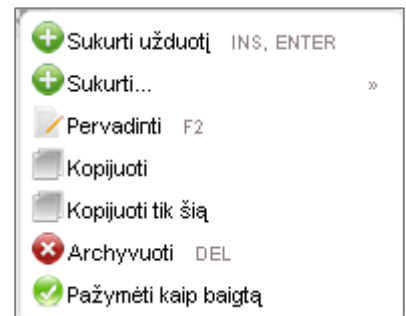 Sukurti užduotį INS, ENTER
Sukurti... »
Pervadinti F2
Kopijuoti
Kopijuoti tik šią
Archyvuoti DEL
Pažymėti kaip baigtą